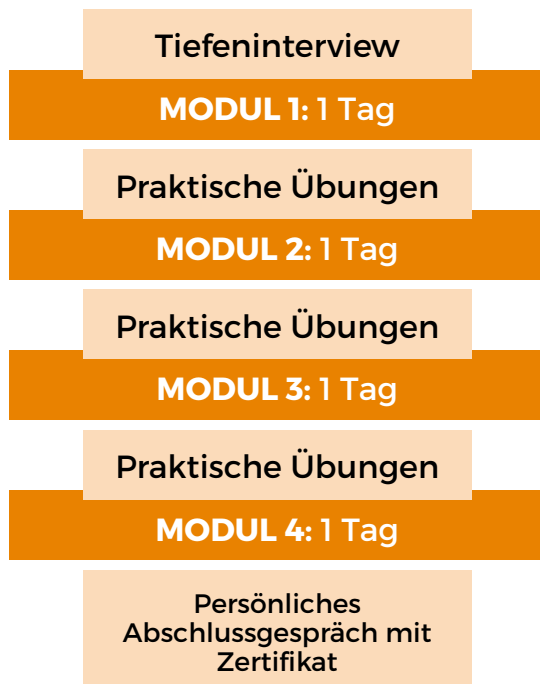 Tiefeninterview
MODUL 1: 1 Tag
Praktische Übungen
MODUL 2: 1 Tag
Praktische Übungen
MODUL 3: 1 Tag
Praktische Übungen
MODUL 4: 1 Tag
Persönliches
Abschlussgespräch mit
Zertifikat